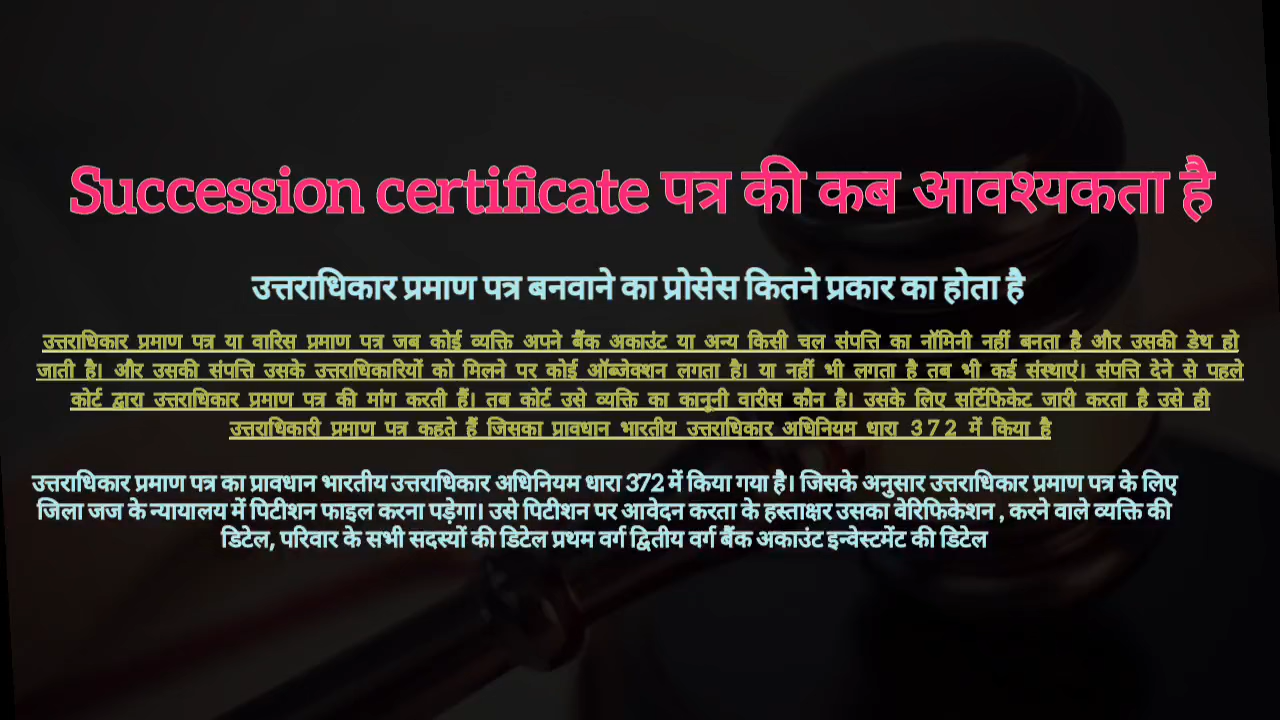 Succession certificate पत्र की कब आवश्यकता है
उत्तराधिकार प्रमाण पत्र बनवाने का प्रोसेस कितने प्रकार का होता है
उत्तराधिकार प्रमाण पत्र या वारिस प्रमाण पत्र जब कोई व्यक्ति अपने बैंक अकाउंट या अन्य किसी चल संपत्ति का नॉमिनी नहीं बनता है और उसकी डेथ हो
जाती है। और उसकी संपत्ति उसके उत्तराधिकारियों को मिलने पर कोई ऑब्जेक्शन लगता है। या नहीं भी लगता है तब भी कई संस्थाएं। संपत्ति देने से पहले
कोर्ट द्वारा उत्तराधिकार प्रमाण पत्र की मांग करती हैं। तब कोर्ट उसे व्यक्ति का कानूनी वारीस कौन है। उसके लिए सर्टिफिकेट जारी करता है उसे ही
उत्तराधिकारी प्रमाण पत्र कहते हैं जिसका प्रावधान भारतीय उत्तराधिकार अधिनियम धारा 372 में किया है
उत्तराधिकार प्रमाण पत्र का प्रावधान भारतीय उत्तराधिकार अधिनियम धारा 372 में किया गया है। जिसके अनुसार उत्तराधिकार प्रमाण पत्र के लिए
जिला जज के न्यायालय में पिटीशन फाइल करना पड़ेगा। उसे पिटीशन पर आवेदन करता के हस्ताक्षर उसका वेरिफिकेशन , करने वाले व्यक्ति की
डिटेल, परिवार के सभी सदस्यों की डिटेल प्रथम वर्ग द्वितीय वर्ग बैंक अकाउंट इन्वेस्टमेंट की डिटेल